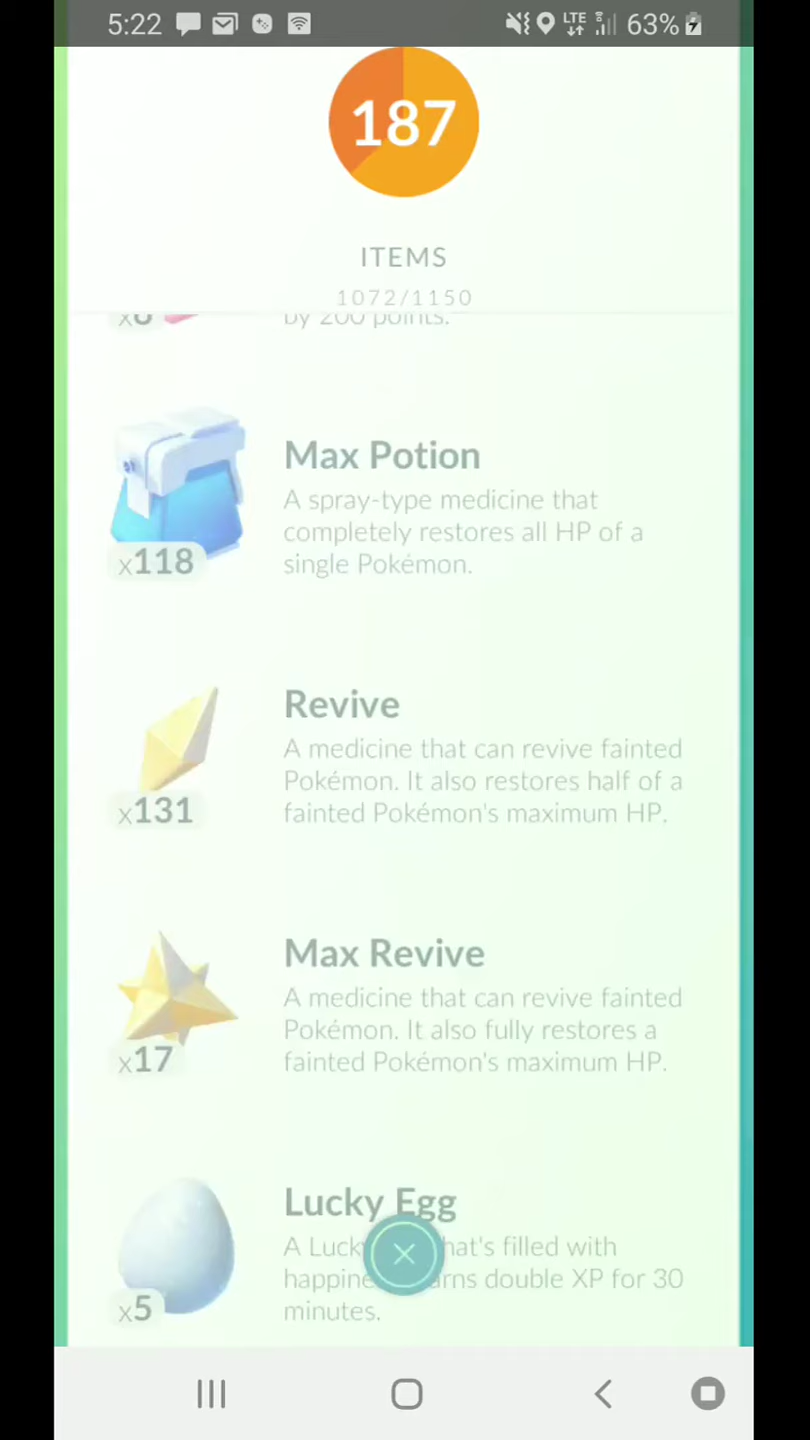 5:22 LTE 63%
187
ITEMS
1072/1150
by 200 points.
Max Potion
A spray-type medicine that
completely restores all HP of a
single Pokémon.
x118
Revive
A medicine that can revive fainted
Pokémon. It also restores half of a
fainted Pokémon's maximum HP.
x131
Max Revive
A medicine that can revive fainted
Pokémon. It also fully restores a
fainted Pokémon's maximum HP.
x17
Lucky Egg
A Luck hat's filled with
happine arns double XP for 30
minutes.
x5